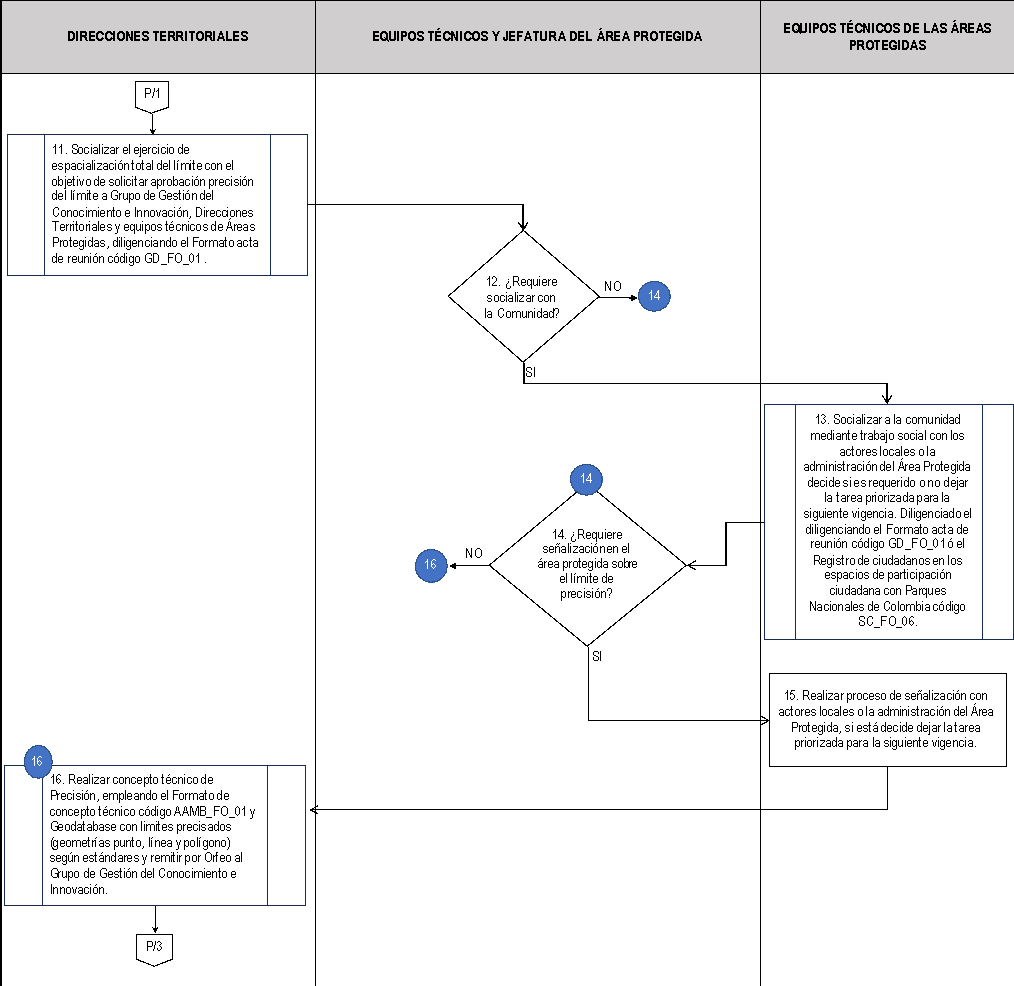 DIRECCIONES TERRITORIALES
EQUIPOS TÉCNICOS Y JEFATURA DEL ÁREA PROTEGIDA
EQUIPOS TÉCNICOS DE LAS ÁREAS
PROTEGIDAS
P/1
11. Socializar el ejercicio de
espacialización total del límite con el
objetivo de solicitar aprobación precisión
del límite a Grupo de Gestión del
Conocimiento e Innovación, Direcciones
Territoriales y equipos técnicos de Áreas
Protegidas, diligenciando el Formato acta
de reunión código GD_FO_01 .
12. ¿Requiere
socializar con
la Comunidad?
NO
14
SI
13. Socializar a la comunidad
mediante trabajo social con los
actores locales o la
administración del Área Protegida
decide si es requerido o no dejar
la tarea priorizada para la
siguiente vigencia. Diligenciado el
diligenciando el Formato acta de
reunión código GD_FO_01 ó el
Registro de ciudadanos en los
espacios de participación
ciudadana con Parques
Nacionales de Colombia código
SC_FO_06.
14
14. ¿Requiere
señalización en el
área protegida sobre
el límite de
precisión?
NO
16
SI
15. Realizar proceso de señalización con
actores locales o la administración del Área
Protegida, si está decide dejar la tarea
priorizada para la siguiente vigencia.
16
16. Realizar concepto técnico de
Precisión, empleando el Formato de
concepto técnico código AAMB_FO_01 y
Geodatabase con limites precisados
(geometrías punto, línea y polígono)
según estándares y remitir por Orfeo al
Grupo de Gestión del Conocimiento e
Innovación.
P/3